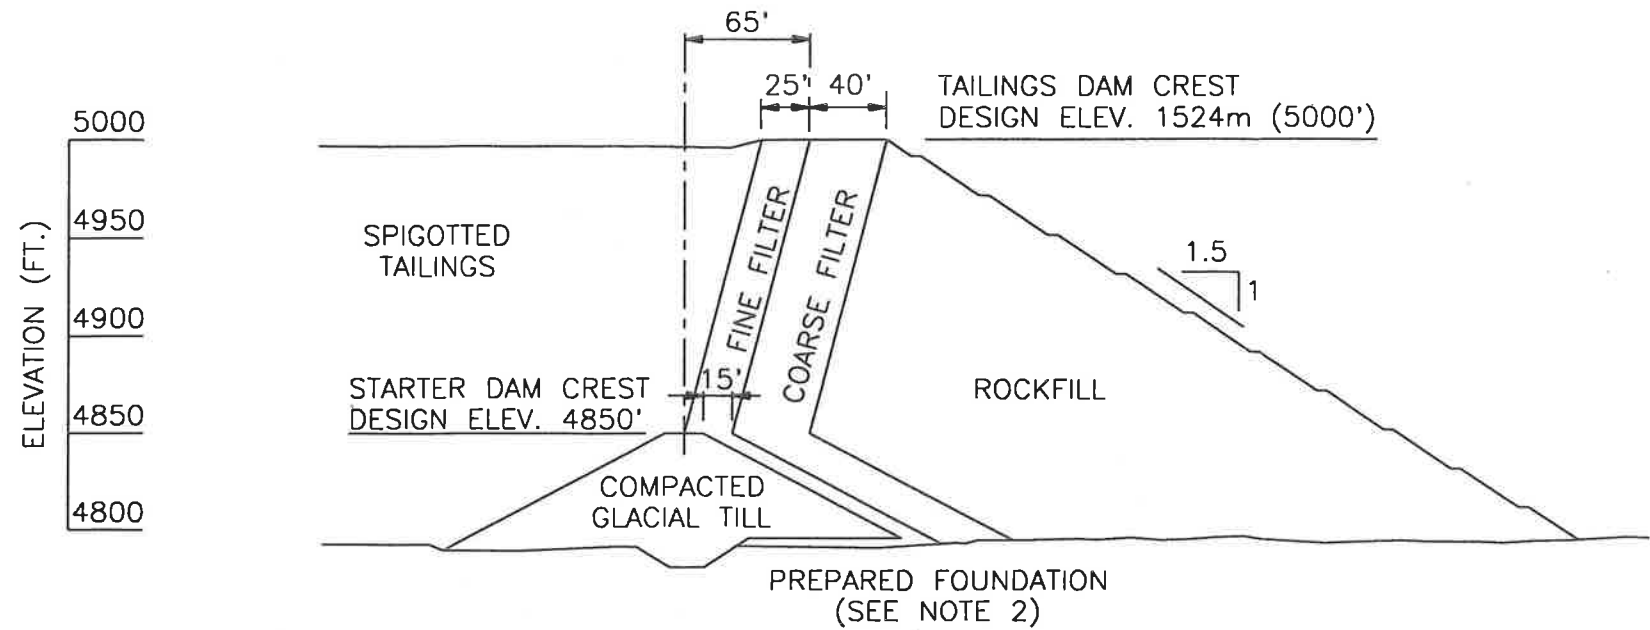 65'
25' 40'
TAILINGS DAM CREST
DESIGN ELEV. 1524m (5000')
5000
4950
4900
4850
4800
ELEVATION (FT.)
SPIGOTTED
TAILINGS
FINE FILTER
COARSE FILTER
1.5
1
15'
STARTER DAM CREST
DESIGN ELEV. 4850'
ROCKFILL
COMPACTED
GLACIAL TILL
PREPARED FOUNDATION
(SEE NOTE 2)